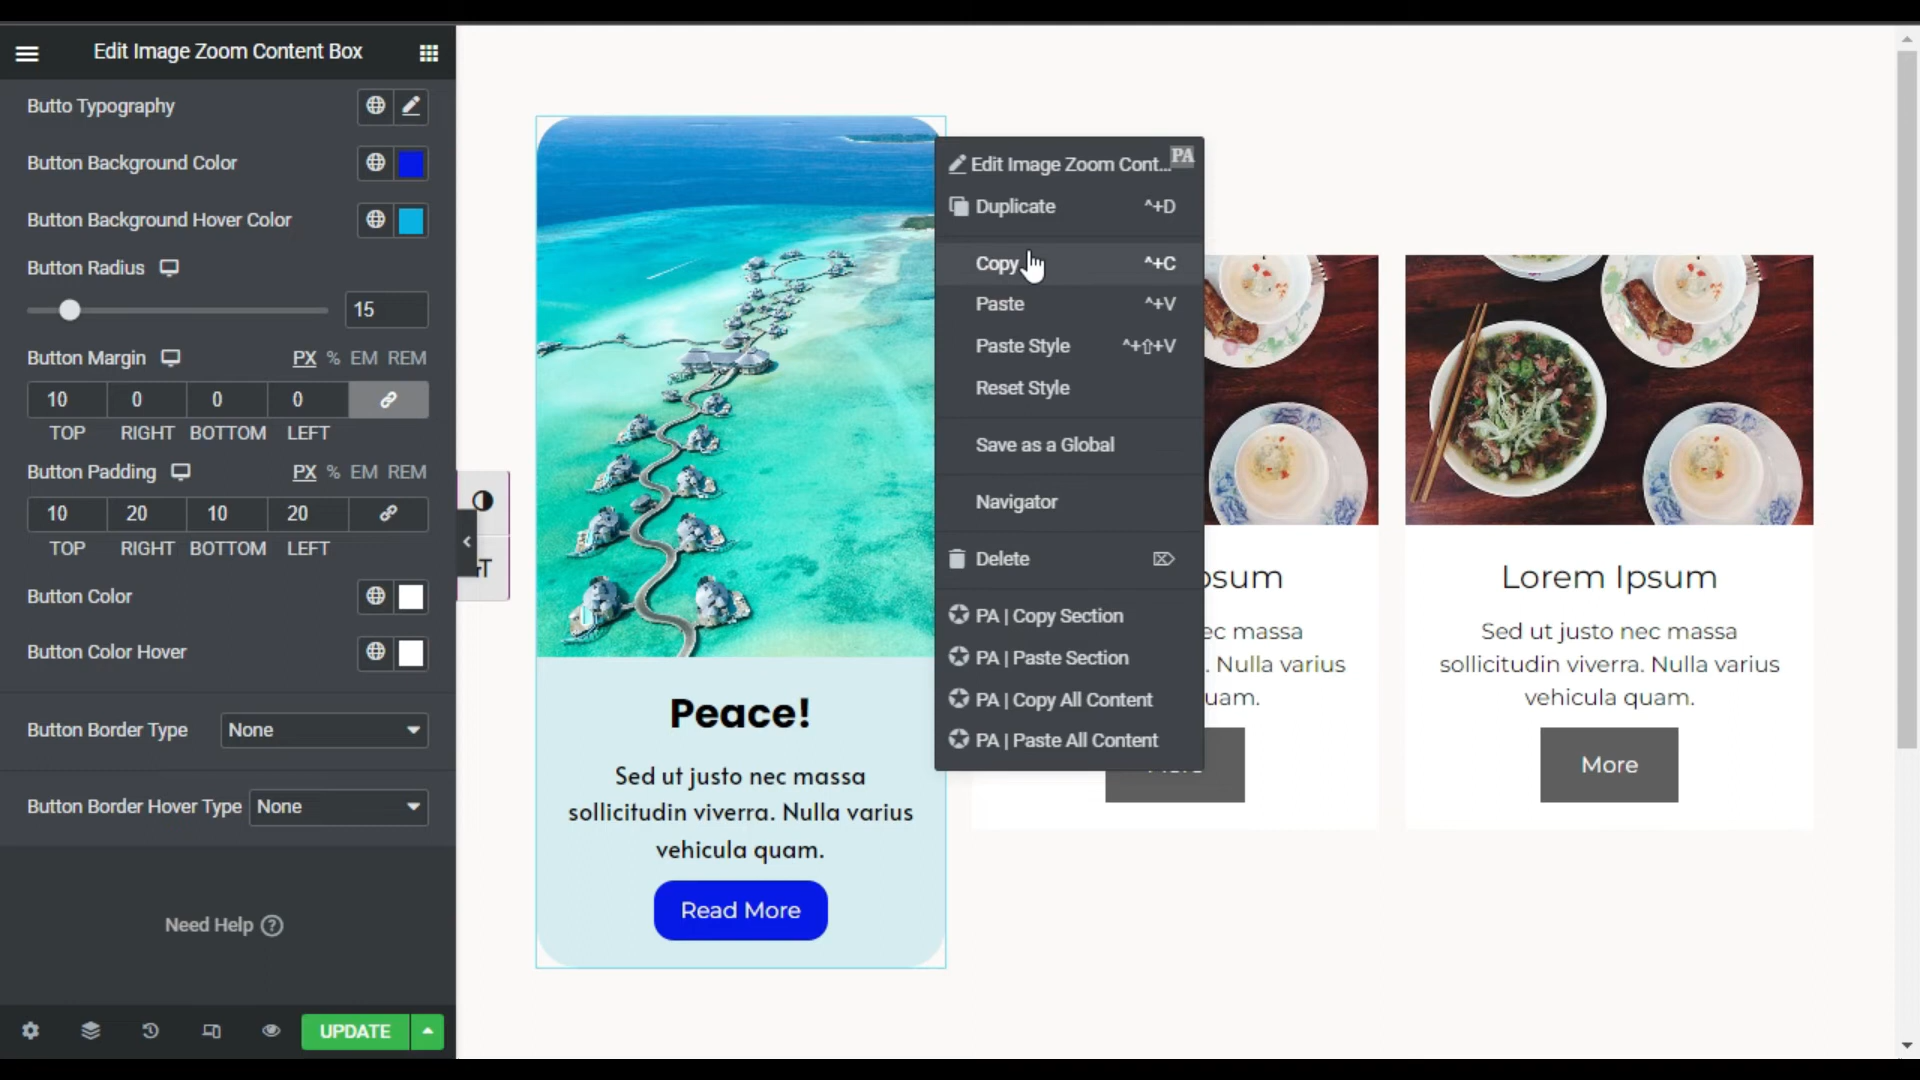 Edit Image Zoom Content Box
Butto Typography
Button Background Color
Button Background Hover Color
Button Radius
15
Button Margin PX % EM REM
10 0 0 0
TOP RIGHT BOTTOM LEFT
Button Padding PX % EM REM
10 20 10 20
TOP RIGHT BOTTOM LEFT
Button Color
Button Color Hover
Button Border Type None
Button Border Hover Type None
Need Help
UPDATE
Peace!
Sed ut justo nec massa
sollicitudin viverra. Nulla varius
vehicula quam.
Read More
Edit Image Zoom Cont... PA
Duplicate ^+D
Copy ^+C
Paste ^+V
Paste Style ^+⇧+V
Reset Style
Save as a Global
Navigator
Delete ⌦
PA | Copy Section
PA | Paste Section
PA | Copy All Content
PA | Paste All Content
psum
ec massa
. Nulla varius
uam.
Lorem Ipsum
Sed ut justo nec massa
sollicitudin viverra. Nulla varius
vehicula quam.
More